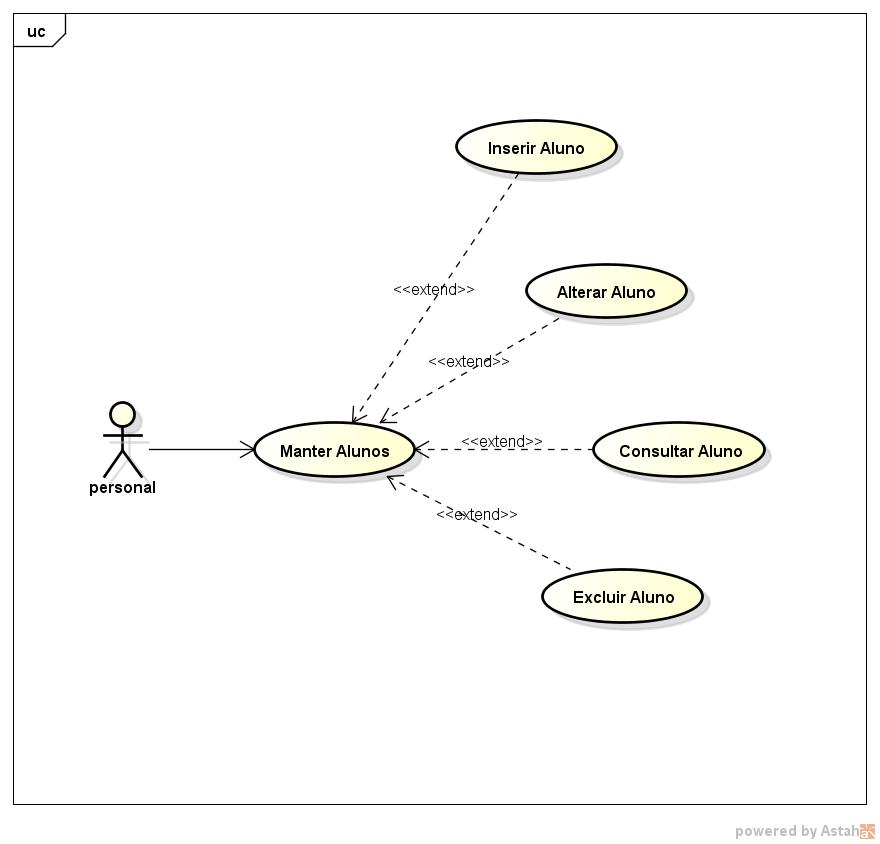 uc
Inserir Aluno
<<extend>>
Alterar Aluno
<<extend>>
<<extend>>
Manter Alunos
Consultar Aluno
personal
<<extend>>
Excluir Aluno
powered by Astah